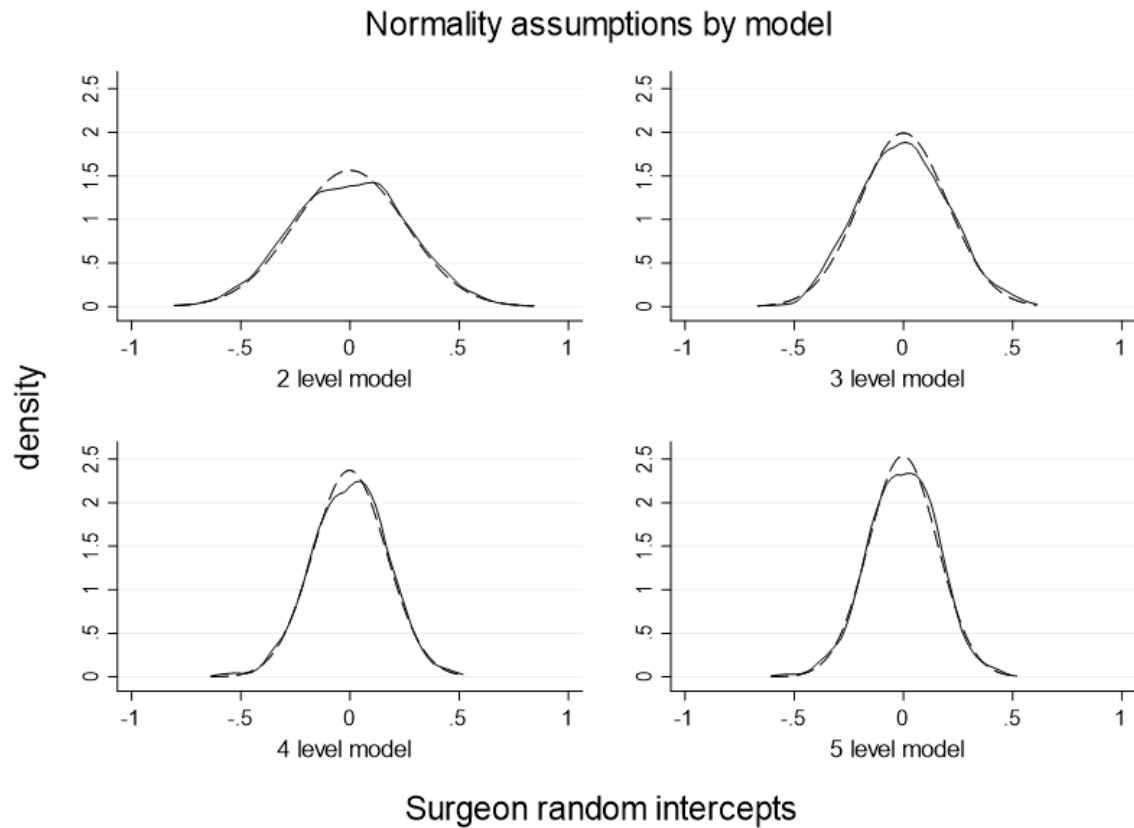 Normality assumptions by model
2.5
2
1.5
1
.5
0
-1 -.5 0 .5 1
2 level model
2.5
2
1.5
1
.5
0
-1 -.5 0 .5 1
3 level model
density
2.5
2
1.5
1
.5
0
-1 -.5 0 .5 1
4 level model
2.5
2
1.5
1
.5
0
-1 -.5 0 .5 1
5 level model
Surgeon random intercepts